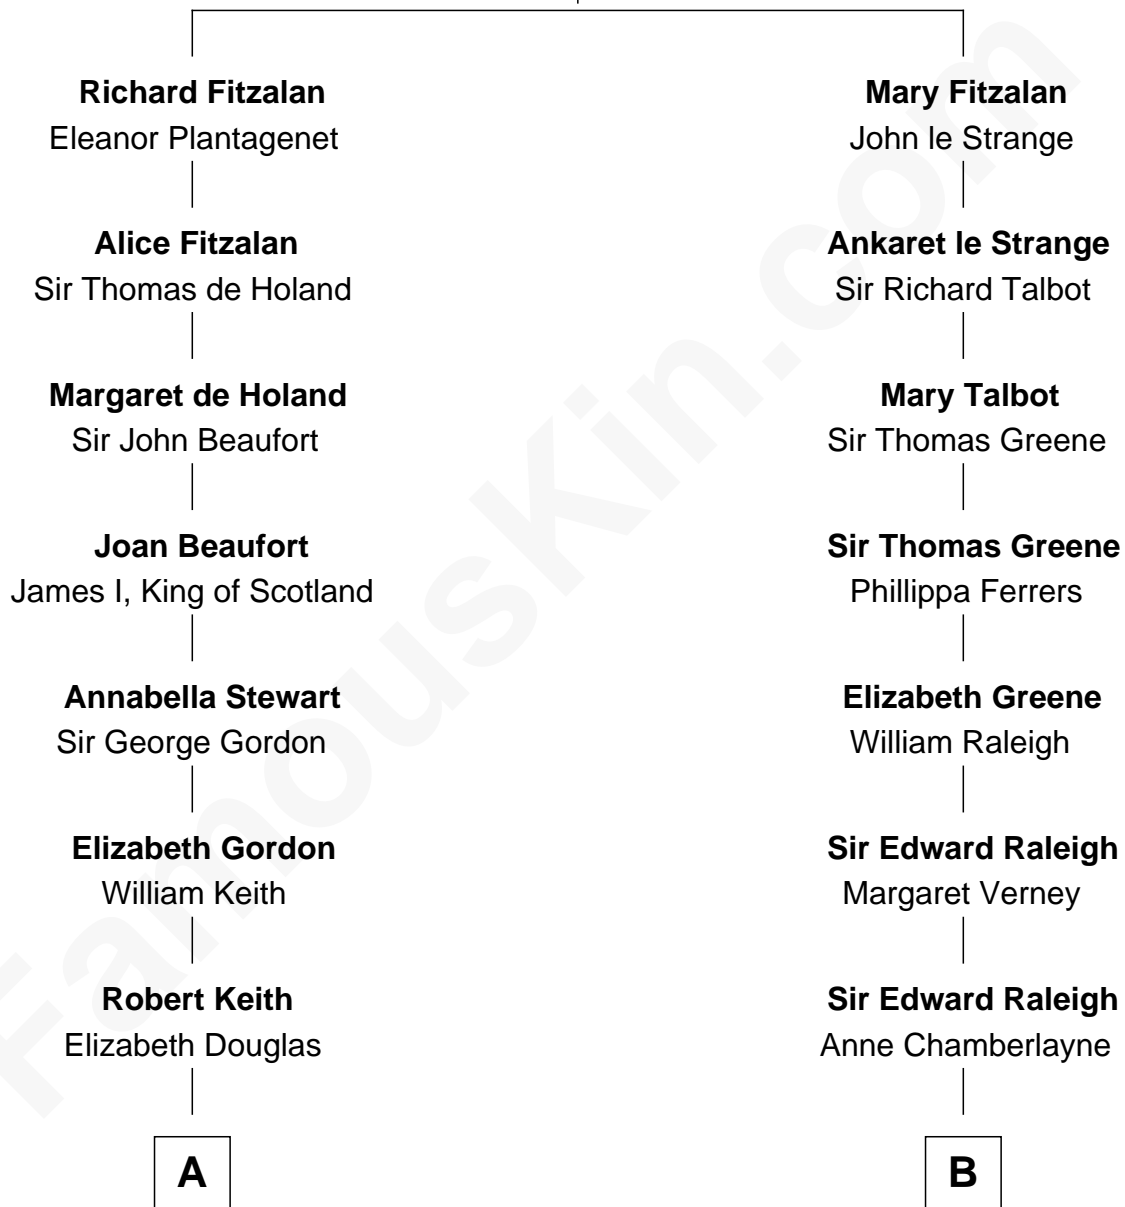 Richard Fitzalan
Eleanor Plantagenet
Alice Fitzalan
Sir Thomas de Holand
Margaret de Holand
Sir John Beaufort
Joan Beaufort
James I, King of Scotland
Annabella Stewart
Sir George Gordon
Elizabeth Gordon
William Keith
Robert Keith
Elizabeth Douglas
A
Mary Fitzalan
John le Strange
Ankaret le Strange
Sir Richard Talbot
Mary Talbot
Sir Thomas Greene
Sir Thomas Greene
Phillippa Ferrers
Elizabeth Greene
William Raleigh
Sir Edward Raleigh
Margaret Verney
Sir Edward Raleigh
Anne Chamberlayne
B
FamousKin.com